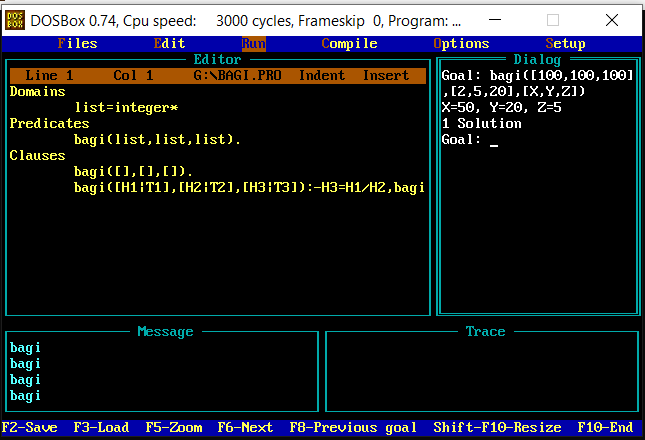 DOS BOX DOSBox 0.74, Cpu speed: 3000 cycles, Frameskip 0, Program: ...
Files Edit Run Compile Options Setup
Editor
Line 1 Col 1 G:\BAGI.PRO Indent Insert
Domains
list=integer*
Predicates
bagi(list,list,list).
Clauses
bagi([],[],[]).
bagi([H1¦T1],[H2¦T2],[H3¦T3]):-H3=H1/H2,bagi
Dialog
Goal: bagi([100,100,100]
,[2,5,20],[X,Y,Z])
X=50, Y=20, Z=5
1 Solution
Goal: _
Message
bagi
bagi
bagi
bagi
Trace
F2-Save F3-Load F5-Zoom F6-Next F8-Previous goal Shift-F10-Resize F10-End